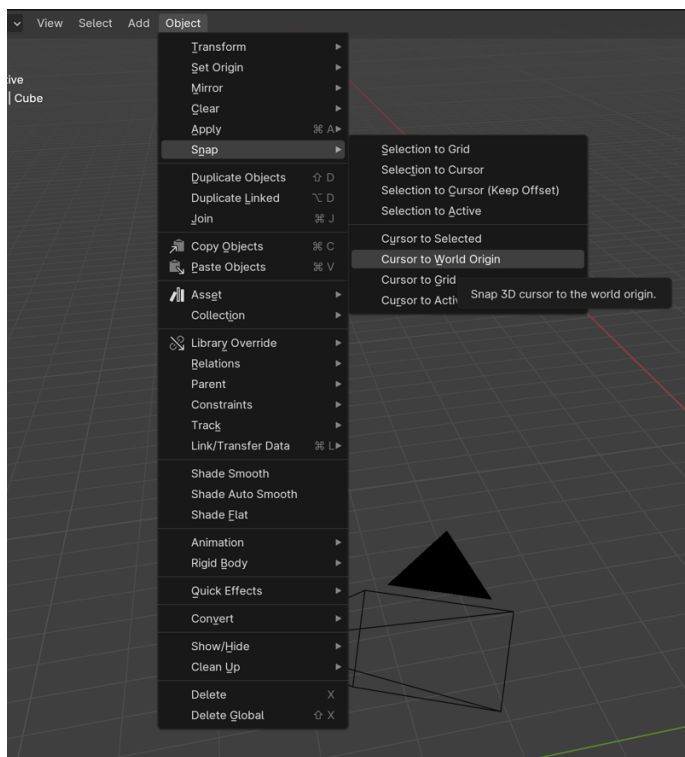 View Select Add Object
ive
| Cube
Transform
Set Origin
Mirror
Clear
Apply ⌘ A
Snap
Duplicate Objects ⇧ D
Duplicate Linked ⌥ D
Join ⌘ J
Copy Objects ⌘ C
Paste Objects ⌘ V
Asset
Collection
Library Override
Relations
Parent
Constraints
Track
Link/Transfer Data ⌘ L
Shade Smooth
Shade Auto Smooth
Shade Flat
Animation
Rigid Body
Quick Effects
Convert
Show/Hide
Clean Up
Delete X
Delete Global ⇧ X
Selection to Grid
Selection to Cursor
Selection to Cursor (Keep Offset)
Selection to Active
Cursor to Selected
Cursor to World Origin
Cursor to Grid
Cursor to Activ
Snap 3D cursor to the world origin.